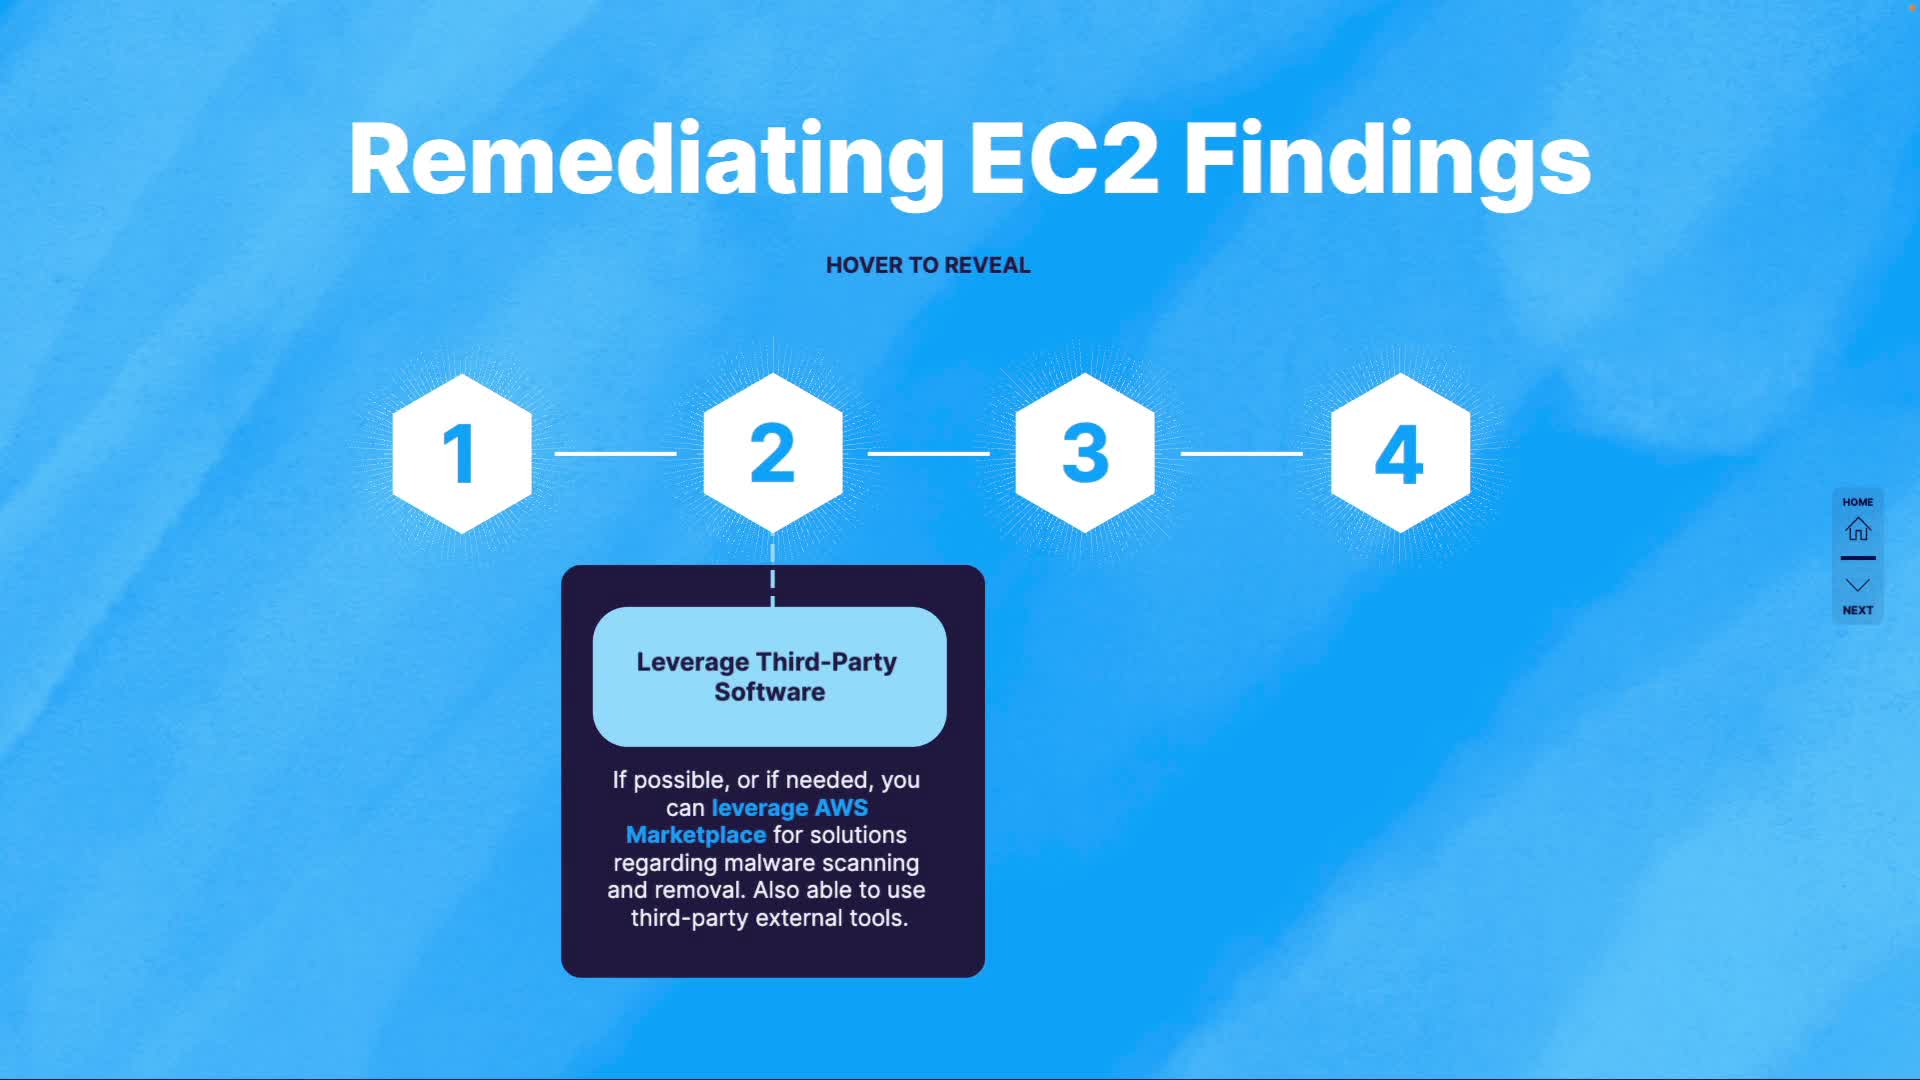 Remediating EC2 Findings
HOVER TO REVEAL
1
2
3
4
HOME
NEXT
Leverage Third-Party
Software
If possible, or if needed, you
can leverage AWS
Marketplace for solutions
regarding malware scanning
and removal. Also able to use
third-party external tools.